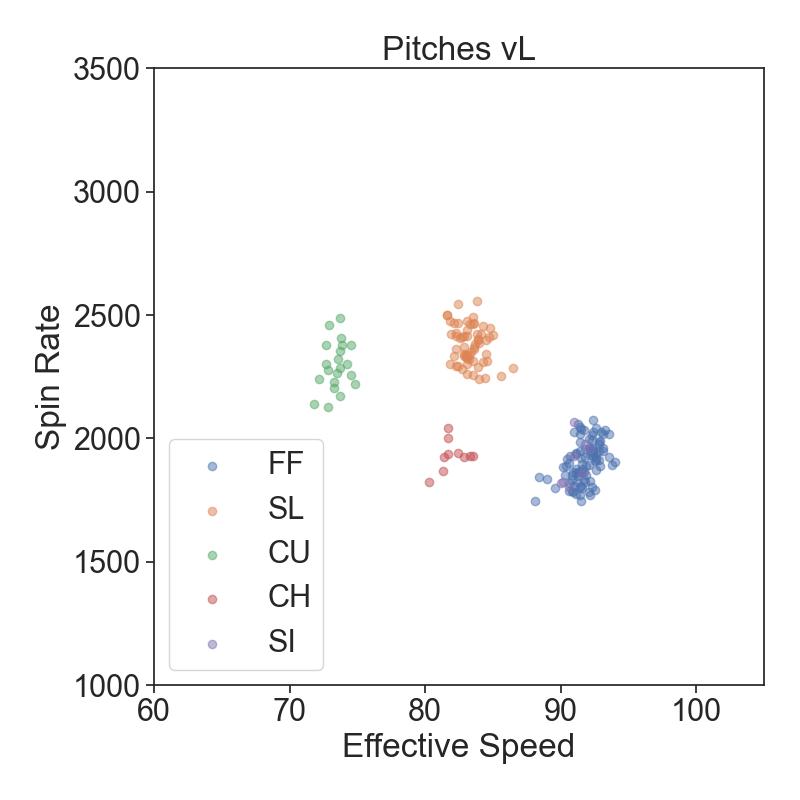 Pitches vL
3500
3000
2500
2000
1500
1000
Spin Rate
FF
SL
CU
CH
SI
60 70 80 90 100
Effective Speed